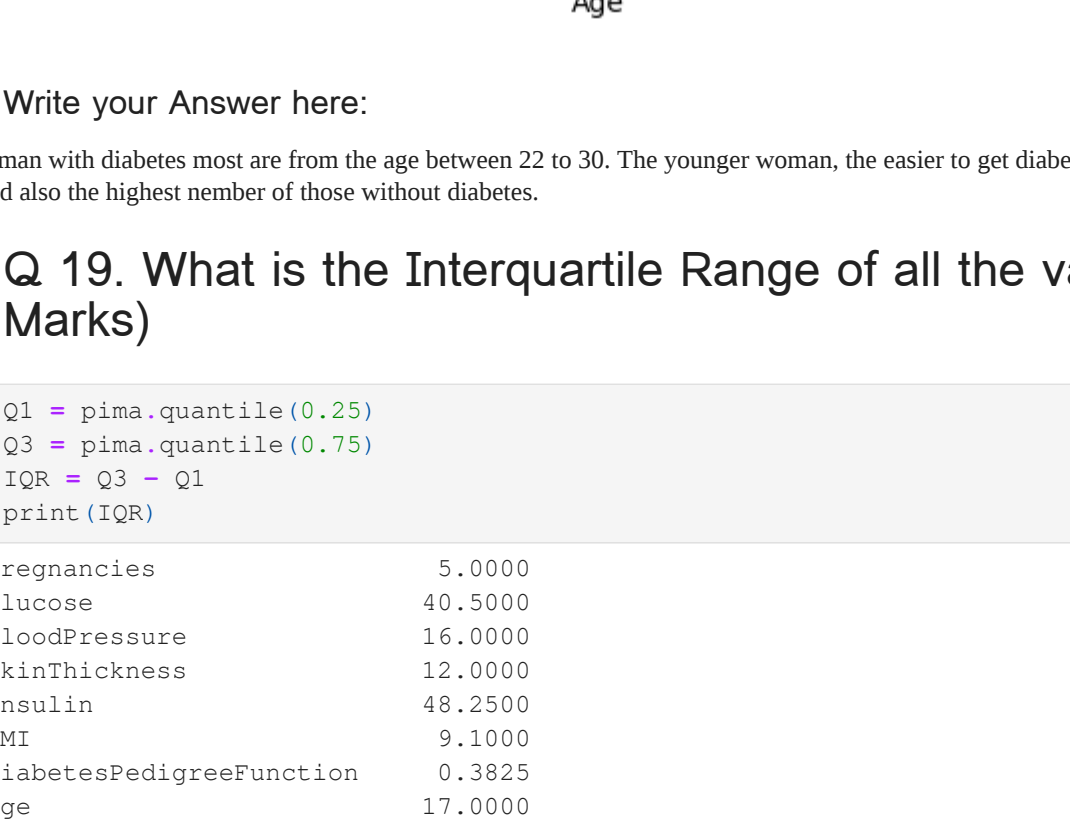 Age
Write your Answer here:
man with diabetes most are from the age between 22 to 30. The younger woman, the easier to get diabe
d also the highest nember of those without diabetes.
Q 19. What is the Interquartile Range of all the va
Marks)
Q1 = pima.quantile(0.25)
Q3 = pima.quantile(0.75)
IQR = Q3 - Q1
print(IQR)
regnancies 5.0000
lucose 40.5000
loodPressure 16.0000
kinThickness 12.0000
nsulin 48.2500
MI 9.1000
iabetesPedigreeFunction 0.3825
ge 17.0000